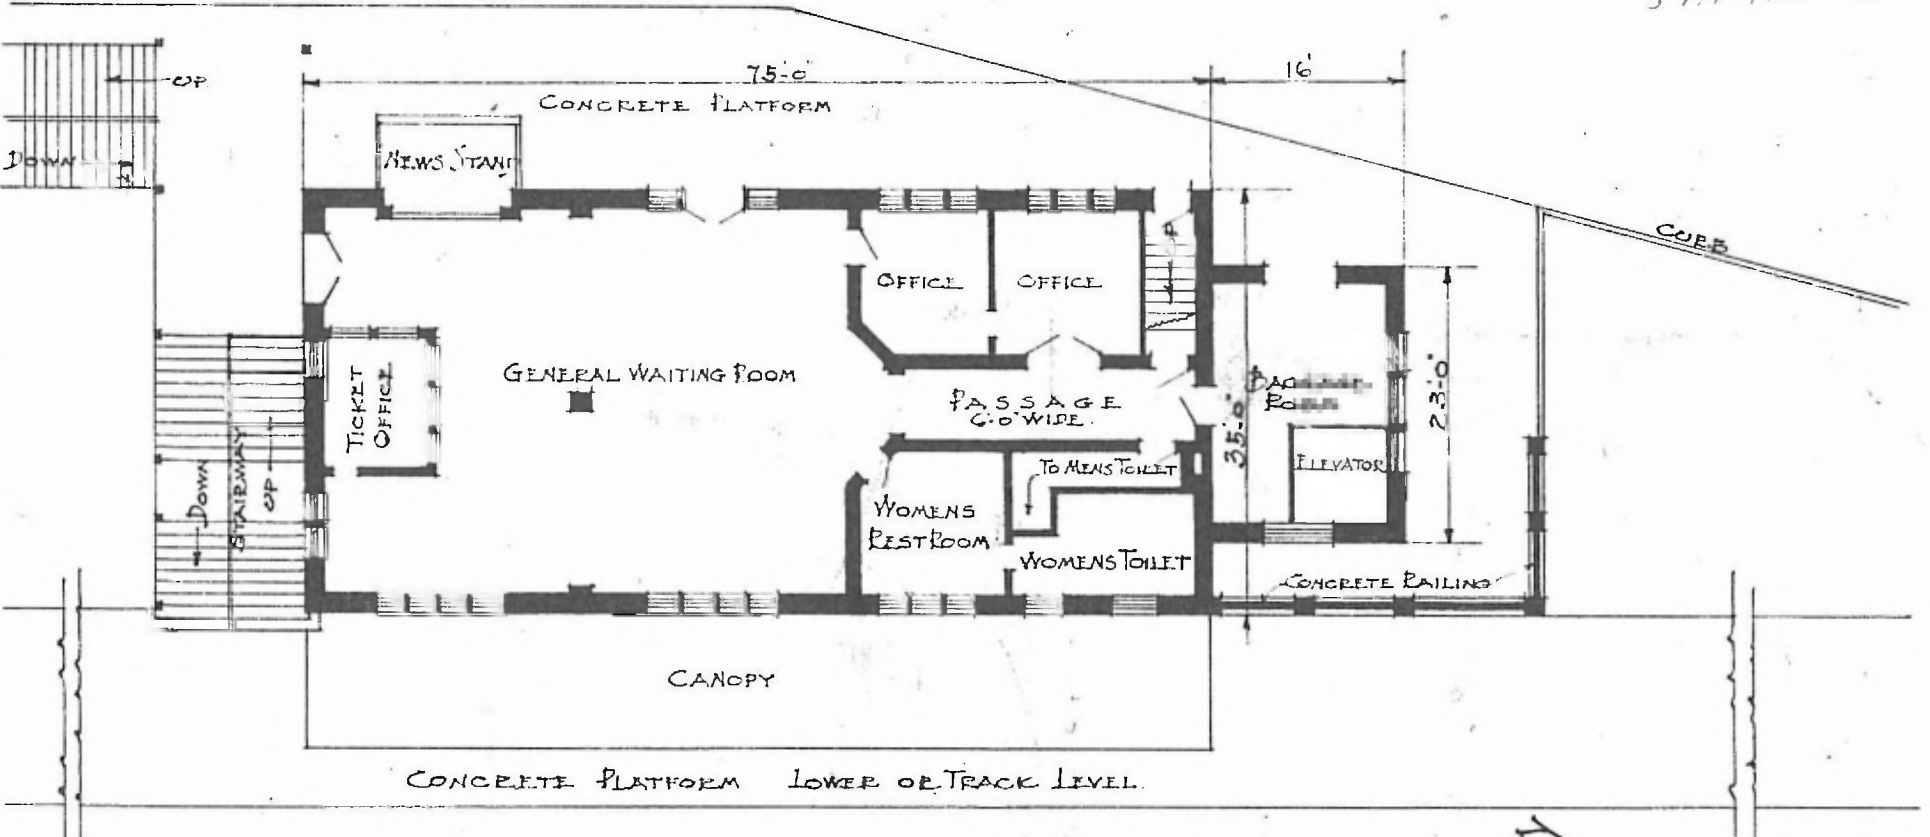 UP
75'-0"
16'
CONCRETE PLATFORM
DOWN
NEWS STAND
CURB
UP
OFFICE
OFFICE
GENERAL WAITING ROOM
TICKET
OFFICE
PASSAGE
6'-0" WIDE
35'-0"
23'-0"
ELEVATOR
TO MENS TOILET
DOWN
STAIRWAY
UP
WOMENS
RESTROOM
WOMENS TOILET
CONCRETE RAILING
CANOPY
CONCRETE PLATFORM LOWER OR TRACK LEVEL